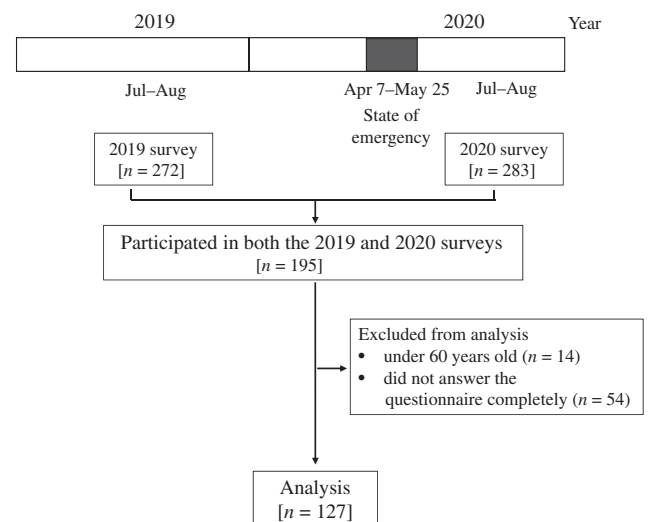 2019 2020 Year
Jul–Aug Apr 7–May 25 Jul–Aug
State of
emergency
2019 survey
[n = 272]
2020 survey
[n = 283]
Participated in both the 2019 and 2020 surveys
[n = 195]
Excluded from analysis
• under 60 years old (n = 14)
• did not answer the
questionnaire completely (n = 54)
Analysis
[n = 127]